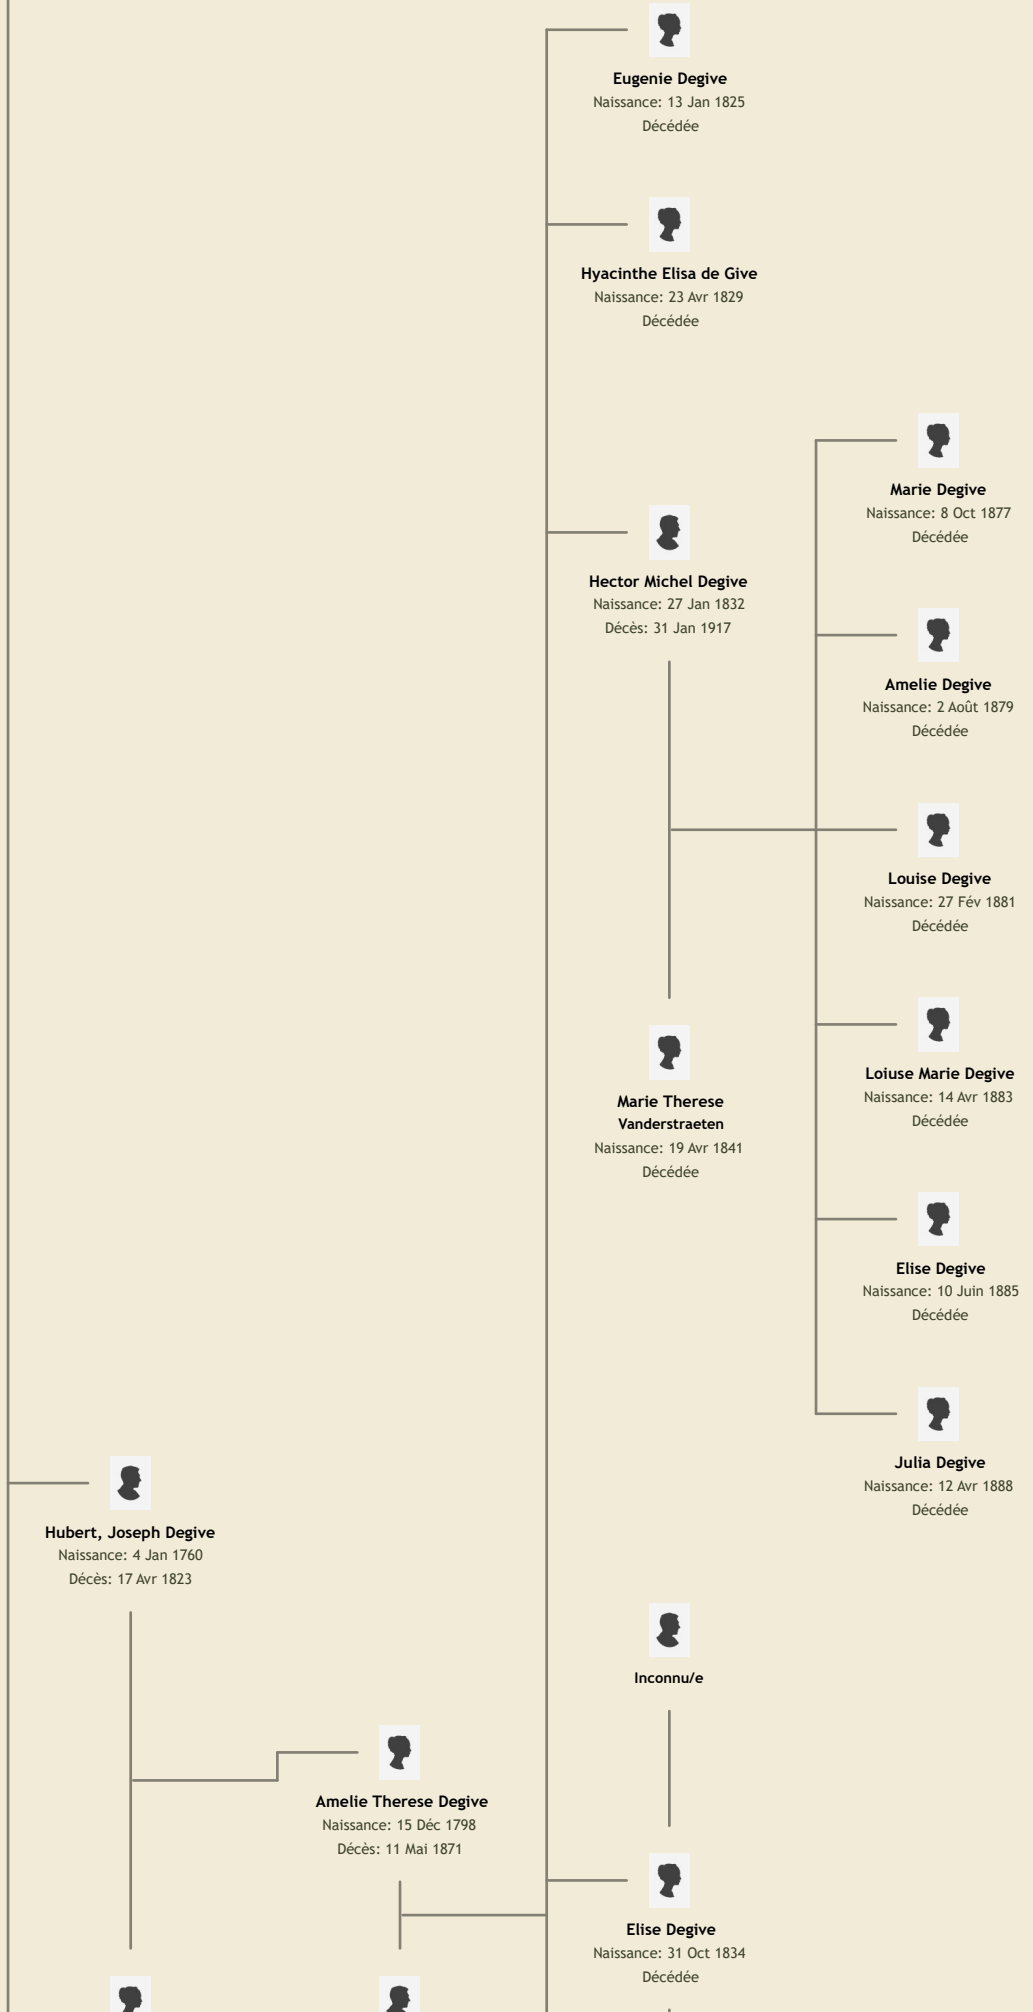 Eugenie Degive
Naissance: 13 Jan 1825
Décédée
Hyacinthe Elisa de Give
Naissance: 23 Avr 1829
Décédée
Marie Degive
Naissance: 8 Oct 1877
Décédée
Hector Michel Degive
Naissance: 27 Jan 1832
Décès: 31 Jan 1917
Amelie Degive
Naissance: 2 Août 1879
Décédée
Louise Degive
Naissance: 27 Fév 1881
Décédée
Loiuse Marie Degive
Naissance: 14 Avr 1883
Décédée
Marie Therese
Vanderstraeten
Naissance: 19 Avr 1841
Décédée
Elise Degive
Naissance: 10 Juin 1885
Décédée
Julia Degive
Naissance: 12 Avr 1888
Décédée
Hubert, Joseph Degive
Naissance: 4 Jan 1760
Décès: 17 Avr 1823
Inconnu/e
Amelie Therese Degive
Naissance: 15 Déc 1798
Décès: 11 Mai 1871
Elise Degive
Naissance: 31 Oct 1834
Décédée